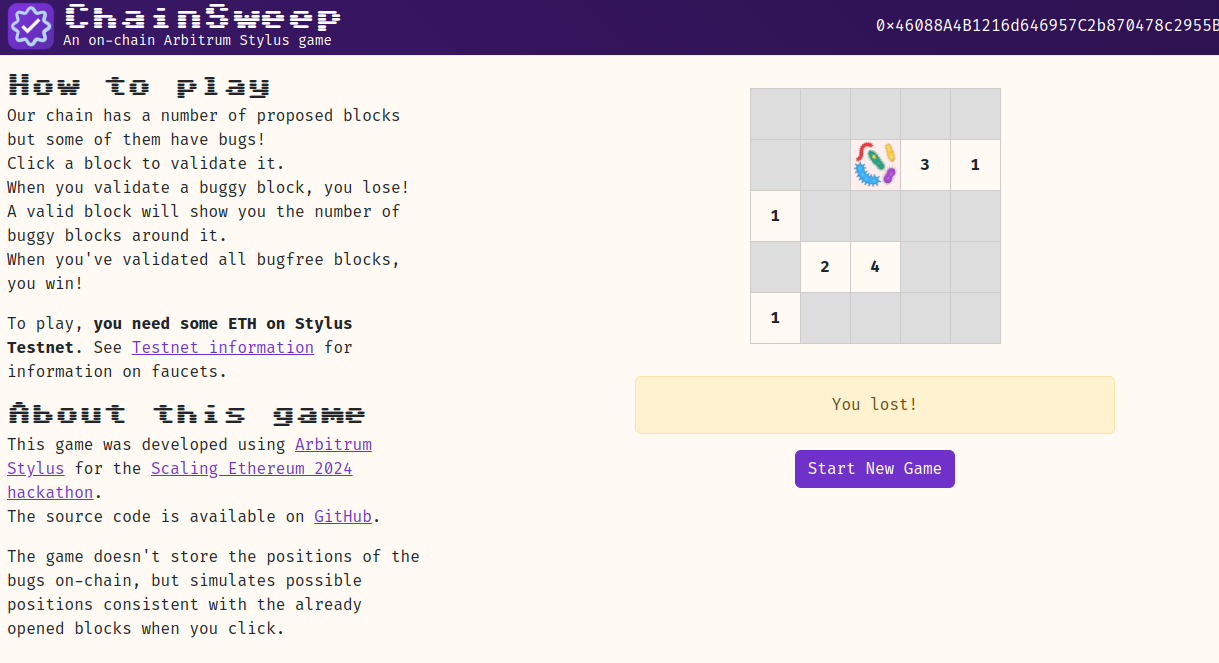 ChainSweep
An on-chain Arbitrum Stylus game
0×46088A4B1216d646957C2b870478c2955B
How to play
Our chain has a number of proposed blocks
but some of them have bugs!
Click a block to validate it.
When you validate a buggy block, you lose!
A valid block will show you the number of
buggy blocks around it.
When you've validated all bugfree blocks,
you win!
To play, you need some ETH on Stylus
Testnet. See Testnet information for
information on faucets.
About this game
This game was developed using Arbitrum
Stylus for the Scaling Ethereum 2024
hackathon.
The source code is available on GitHub.
The game doesn't store the positions of the
bugs on-chain, but simulates possible
positions consistent with the already
opened blocks when you click.
3 1
1
2 4
1
You lost!
Start New Game